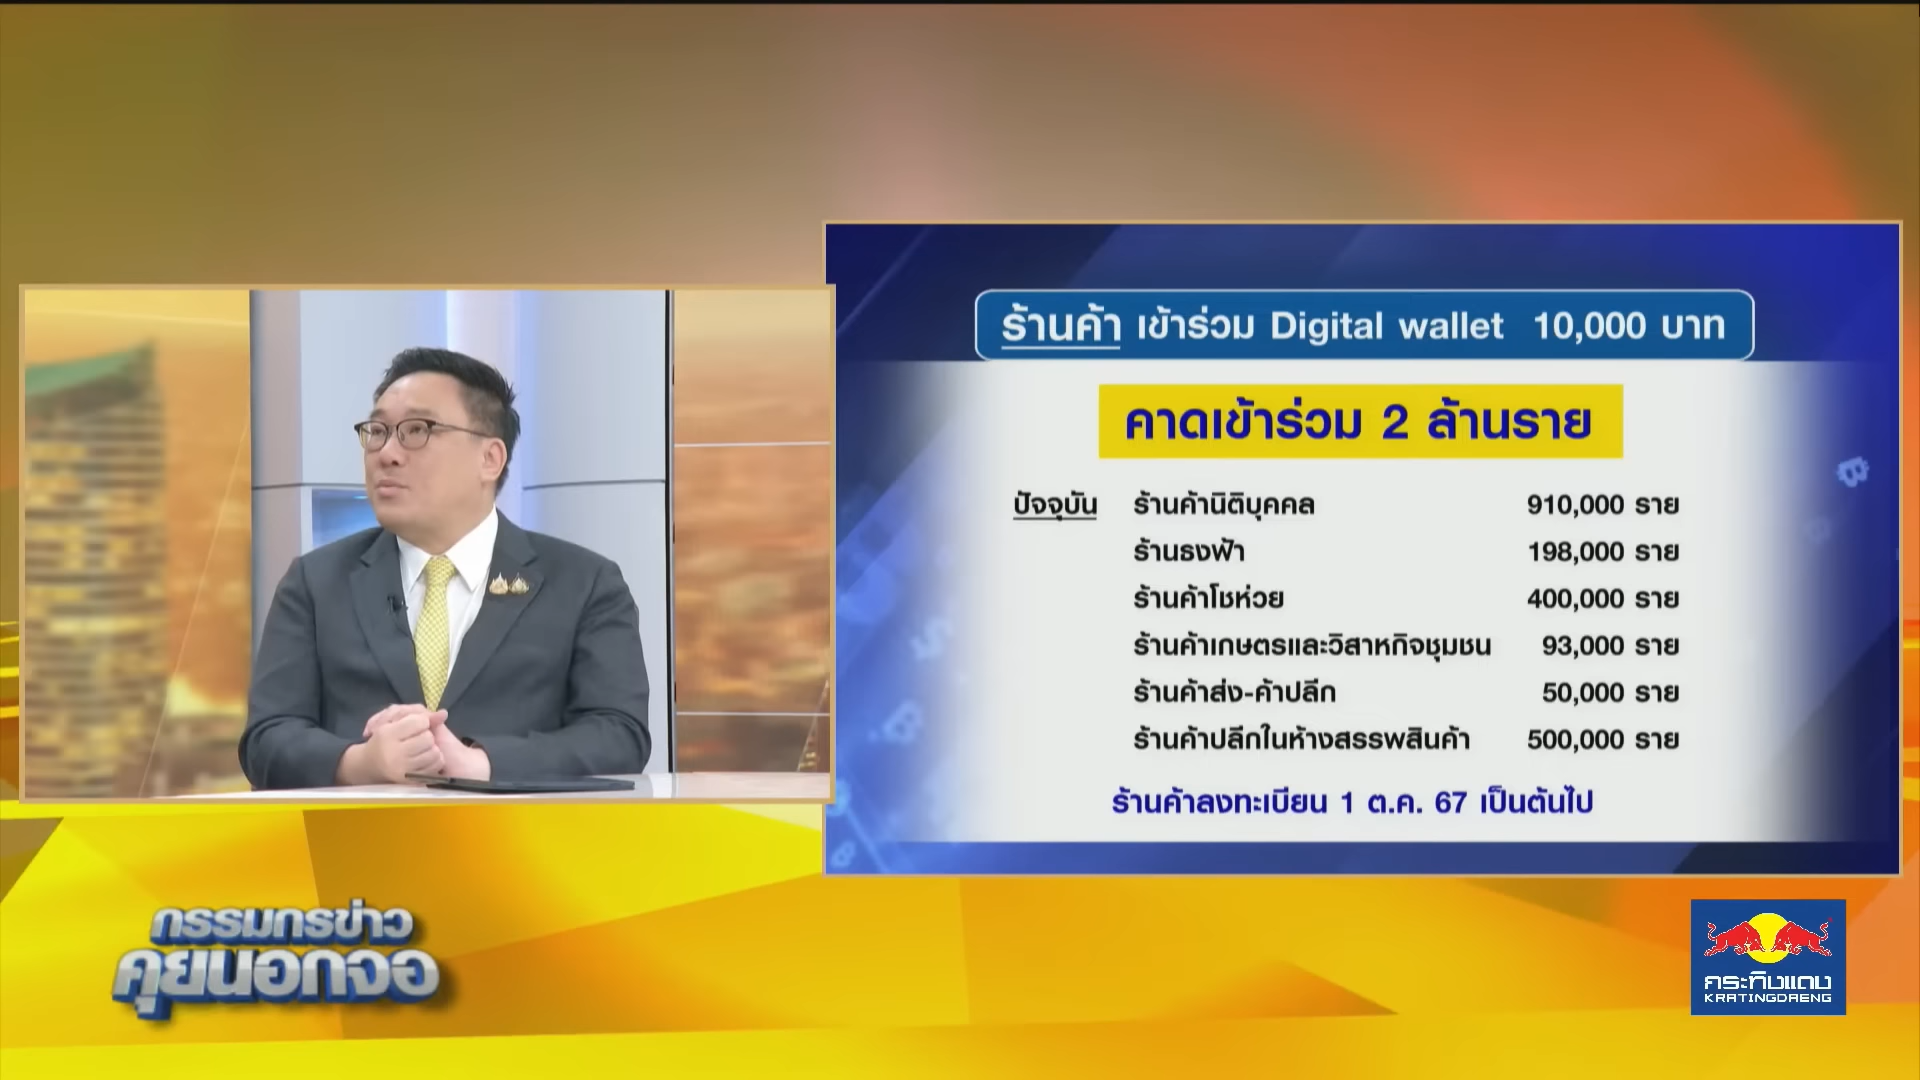 ร้านค้า เข้าร่วม Digital wallet 10,000 บาท
คาดเข้าร่วม 2 ล้านราย
ปัจจุบัน ร้านค้านิติบุคคล 910,000 ราย
ร้านธงฟ้า 198,000 ราย
ร้านค้าโชห่วย 400,000 ราย
ร้านค้าเกษตรและวิสาหกิจชุมชน 93,000 ราย
ร้านค้าส่ง-ค้าปลีก 50,000 ราย
ร้านค้าปลีกในห้างสรรพสินค้า 500,000 ราย
ร้านค้าลงทะเบียน 1 ต.ค. 67 เป็นต้นไป
กรรมกรข่าว
คุยนอกจอ
กระทิงแดง
KRATINGDAENG